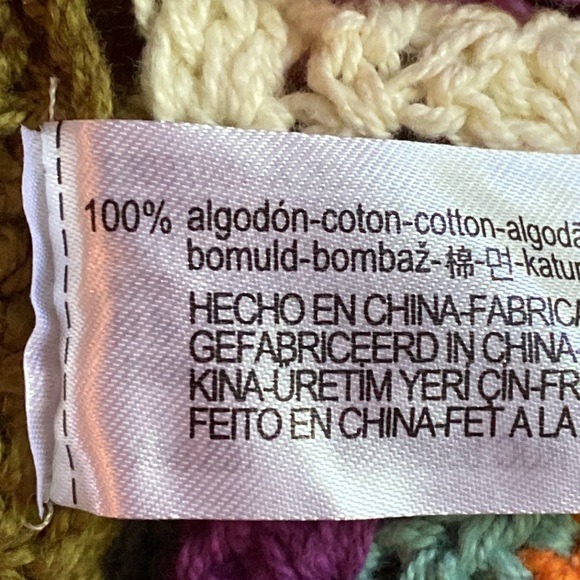 100% algodón-coton-cotton-algodã
bomuld-bombaž-棉-면-katun
HECHO EN CHINA-FABRICA
GEFABRICEERD IN CHINA-
KINA-ÜRETİM YERİ ÇİN-FR
FEITO EN CHINA-FET A LA